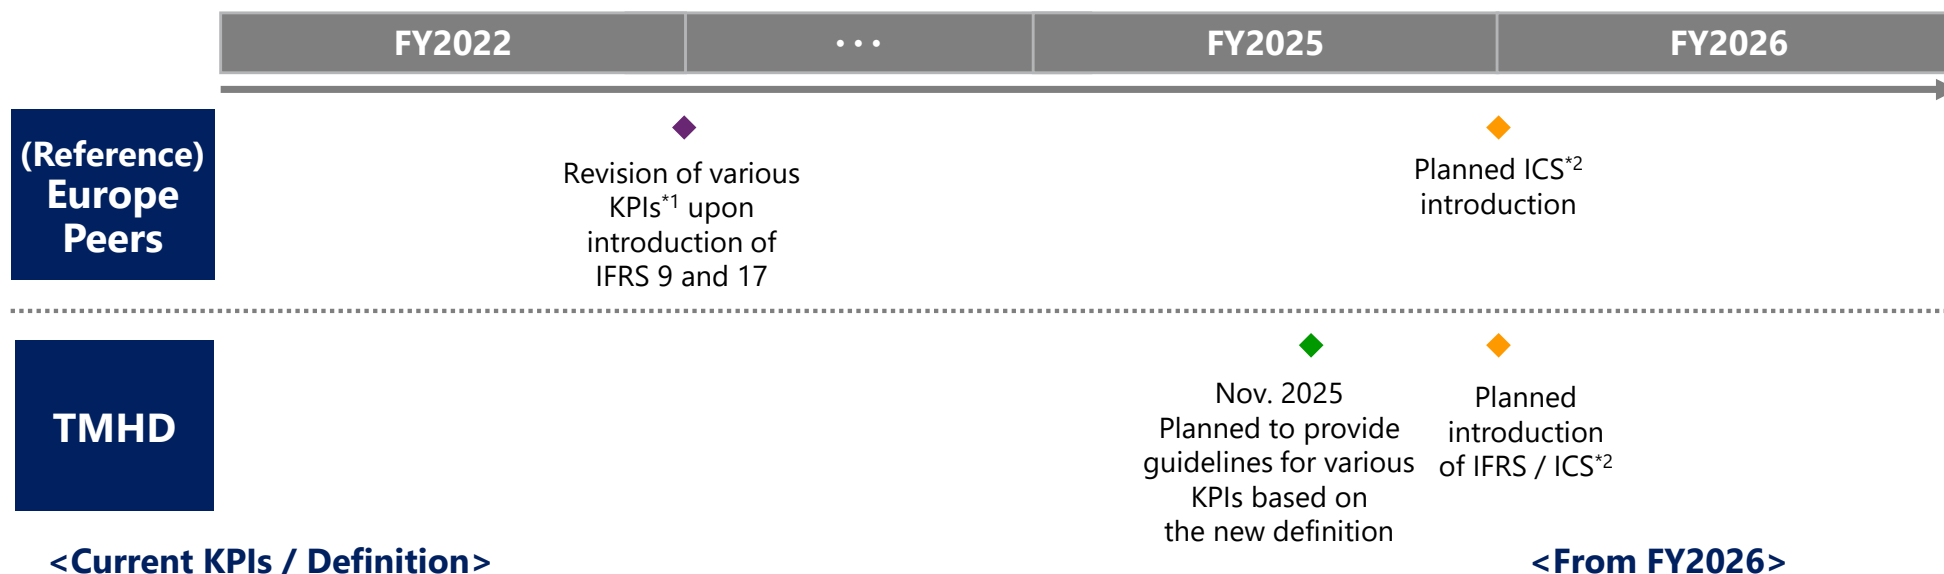 FY2022
・・・
FY2025
FY2026
(Reference)
Europe
Peers
Revision of various
KPIs*1 upon
introduction of
IFRS 9 and 17
Planned ICS*2
introduction
TMHD
Nov. 2025
Planned to provide
guidelines for various
KPIs based on
the new definition
Planned
introduction
of IFRS / ICS*2
<Current KPIs / Definition>
<From FY2026>